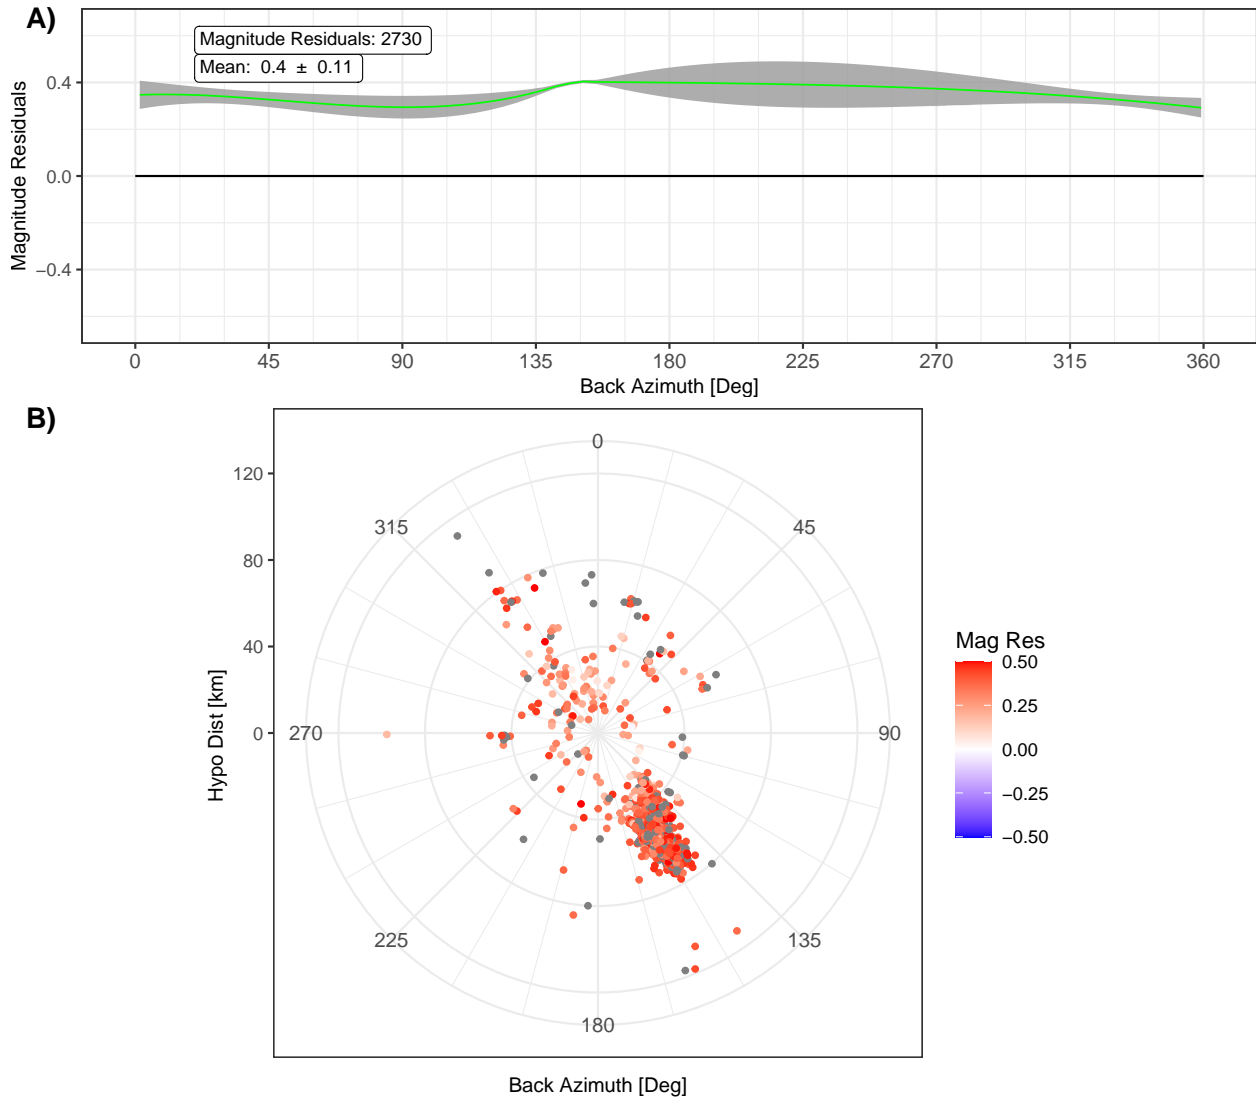 A)
Magnitude Residuals: 2730
Mean: 0.4 ± 0.11
Magnitude Residuals
0.4
0.0
−0.4
0 45 90 135 180 225 270 315 360
Back Azimuth [Deg]
B)
Hypo Dist [km]
120
80
40
0
0
45
90
135
180
225
270
315
Back Azimuth [Deg]
Mag Res
0.50
0.25
0.00
−0.25
−0.50